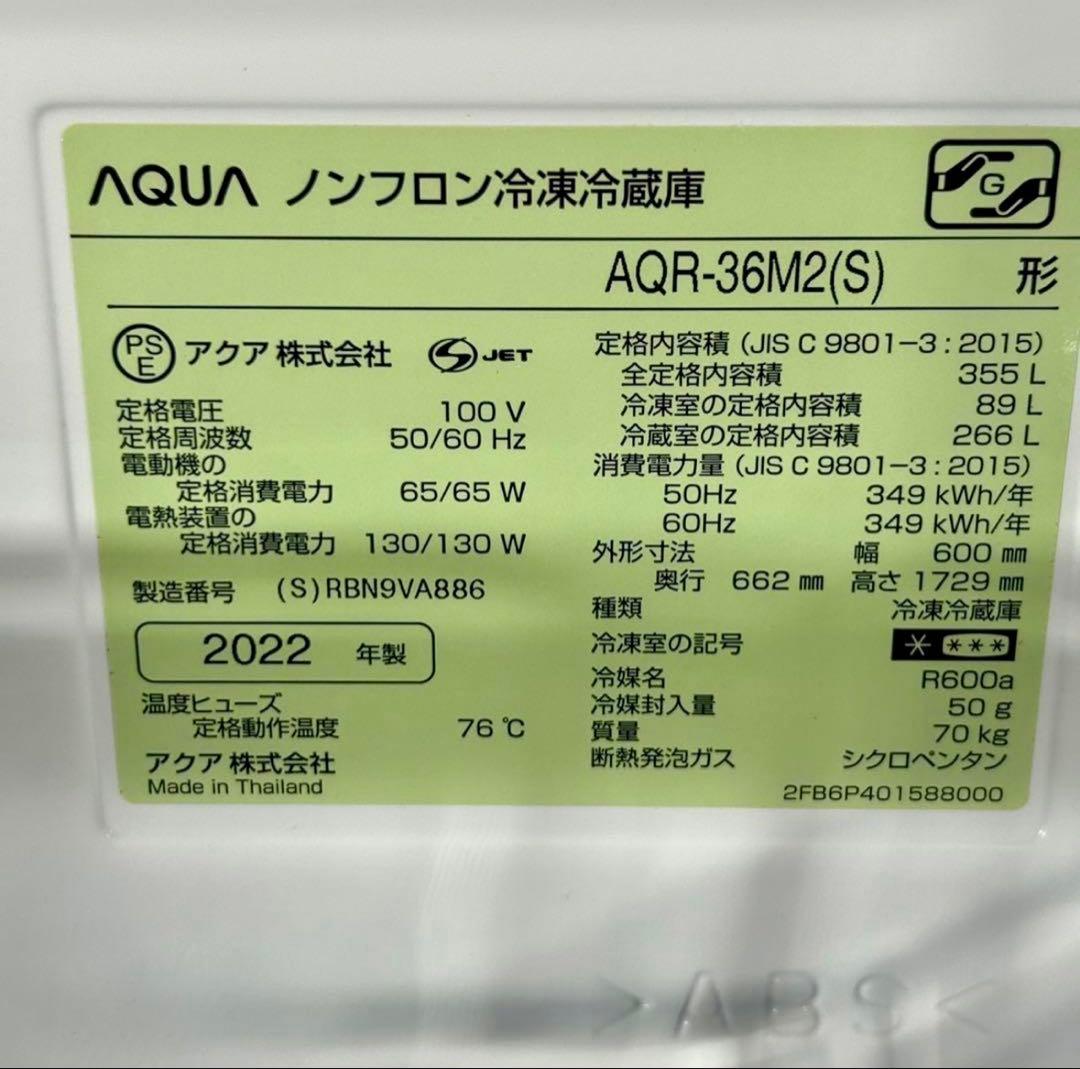 AQUA ノンフロン冷凍冷蔵庫
G
AQR-36M2(S) 形
PSE アクア 株式会社 JET
定格電圧 100 V
定格周波数 50/60 Hz
電動機の
定格消費電力 65/65 W
電熱装置の
定格消費電力 130/130 W
製造番号 (S)RBN9VA886
2022 年製
温度ヒューズ
定格動作温度 76 ℃
アクア 株式会社
Made in Thailand
定格内容積 (JIS C 9801-3:2015)
全定格内容積 355 L
冷凍室の定格内容積 89 L
冷蔵室の定格内容積 266 L
消費電力量 (JIS C 9801-3:2015)
50Hz 349 kWh/年
60Hz 349 kWh/年
外形寸法 幅 600 mm
奥行 662 mm 高さ 1729 mm
種類 冷凍冷蔵庫
冷凍室の記号 * ***
冷媒名 R600a
冷媒封入量 50 g
質量 70 kg
断熱発泡ガス シクロペンタン
2FB6P401588000
>ABS<